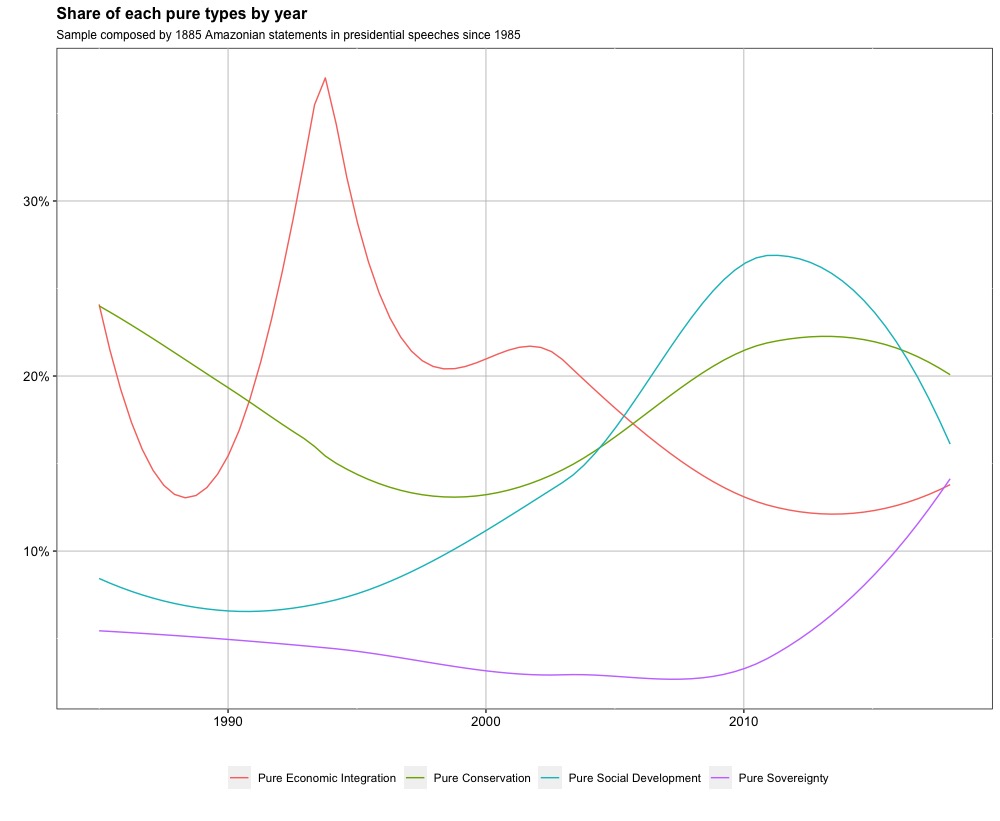 Share of each pure types by year
Sample composed by 1885 Amazonian statements in presidential speeches since 1985
30%
20%
10%
1990 2000 2010
Pure Economic Integration Pure Conservation Pure Social Development Pure Sovereignty